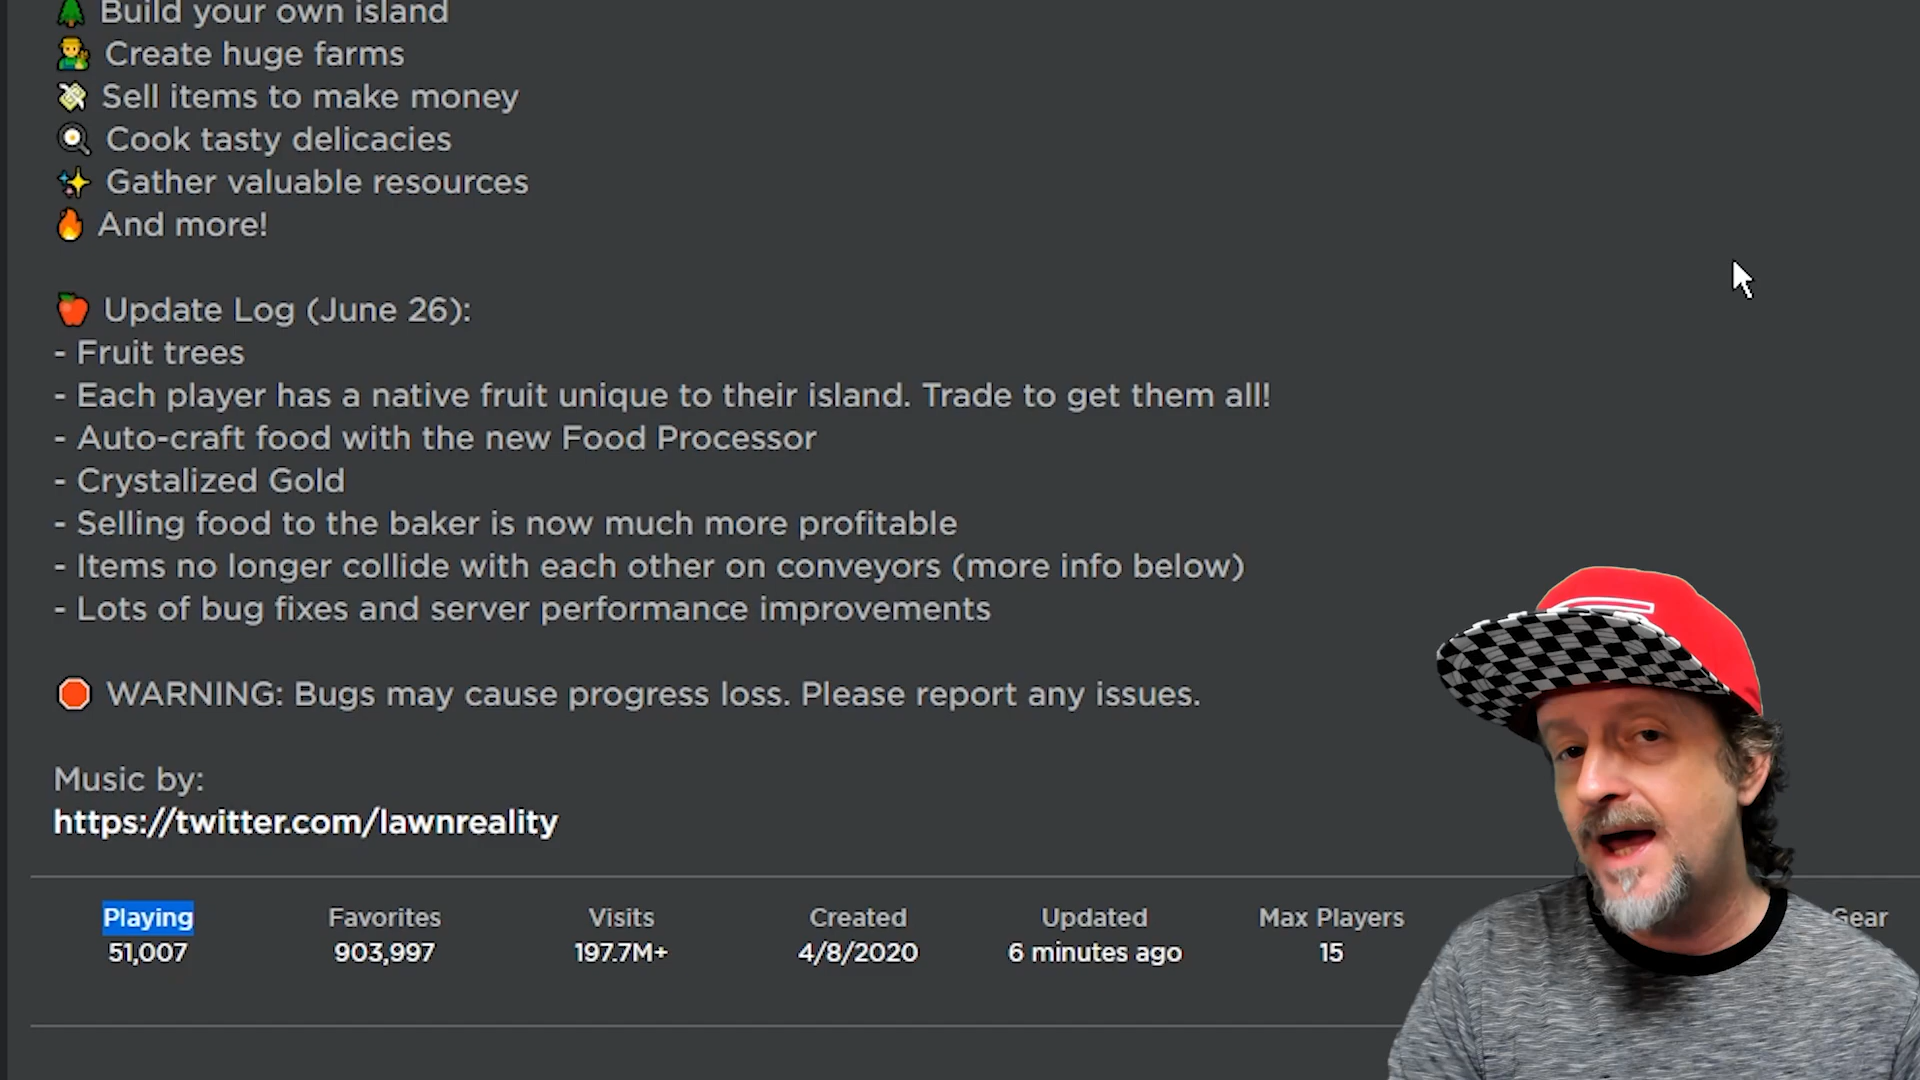 Build your own island
Create huge farms
Sell items to make money
Cook tasty delicacies
Gather valuable resources
And more!
Update Log (June 26):
- Fruit trees
- Each player has a native fruit unique to their island. Trade to get them all!
- Auto-craft food with the new Food Processor
- Crystalized Gold
- Selling food to the baker is now much more profitable
- Items no longer collide with each other on conveyors (more info below)
- Lots of bug fixes and server performance improvements
WARNING: Bugs may cause progress loss. Please report any issues.
Music by:
https://twitter.com/lawnreality
Playing Favorites Visits Created Updated Max Players Gear
51,007 903,997 197.7M+ 4/8/2020 6 minutes ago 15